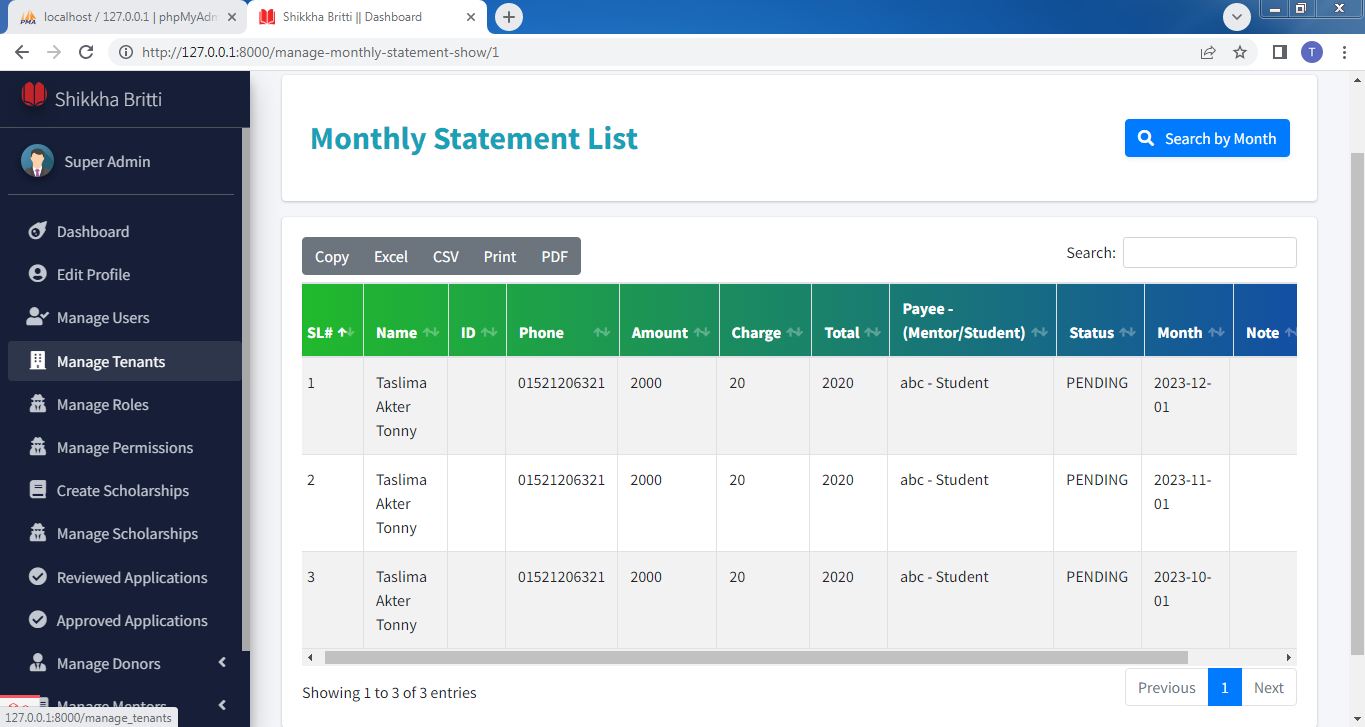 localhost / 127.0.0.1 | phpMyAdm
Shikkha Britti || Dashboard
http://127.0.0.1:8000/manage-monthly-statement-show/1
T
Shikkha Britti
Super Admin
Dashboard
Edit Profile
Manage Users
Manage Tenants
Manage Roles
Manage Permissions
Create Scholarships
Manage Scholarships
Reviewed Applications
Approved Applications
Manage Donors
Manage Mentors
127.0.0.1:8000/manage_tenants
Monthly Statement List
Search by Month
Copy Excel CSV Print PDF
Search:
SL# Name ID Phone Amount Charge Total Payee - (Mentor/Student) Status Month Note
1 Taslima Akter Tonny 01521206321 2000 20 2020 abc - Student PENDING 2023-12-01
2 Taslima Akter Tonny 01521206321 2000 20 2020 abc - Student PENDING 2023-11-01
3 Taslima Akter Tonny 01521206321 2000 20 2020 abc - Student PENDING 2023-10-01
Showing 1 to 3 of 3 entries
Previous 1 Next